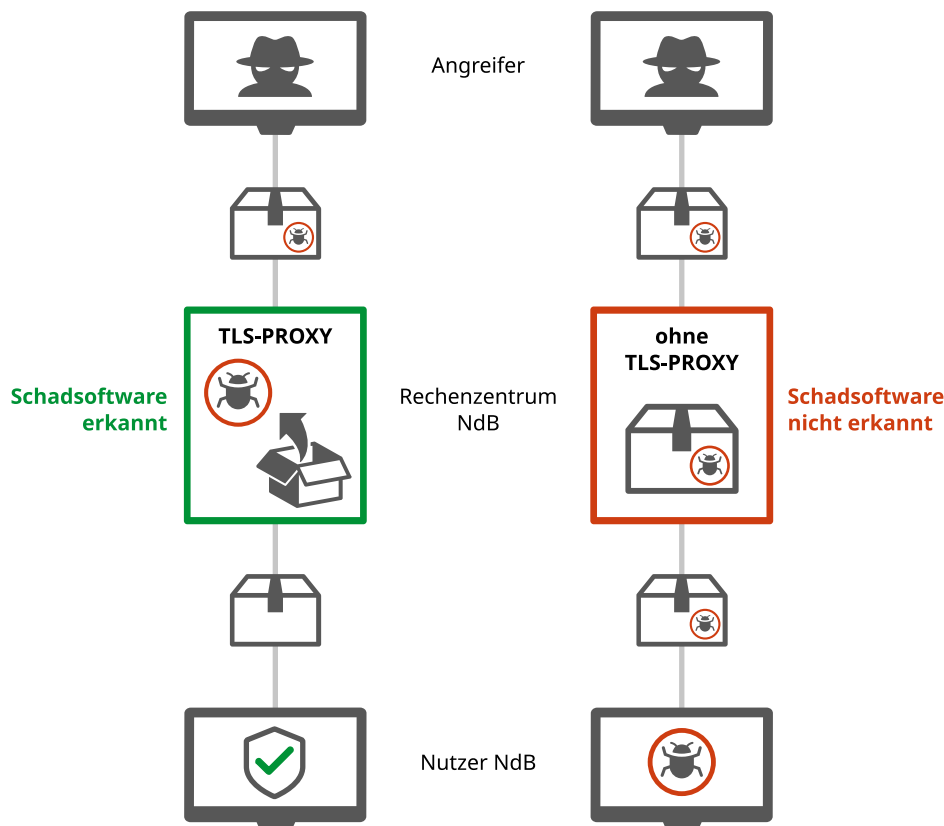 Angreifer
TLS-PROXY
ohne
TLS-PROXY
Schadsoftware
erkannt
Rechenzentrum
NdB
Schadsoftware
nicht erkannt
Nutzer NdB